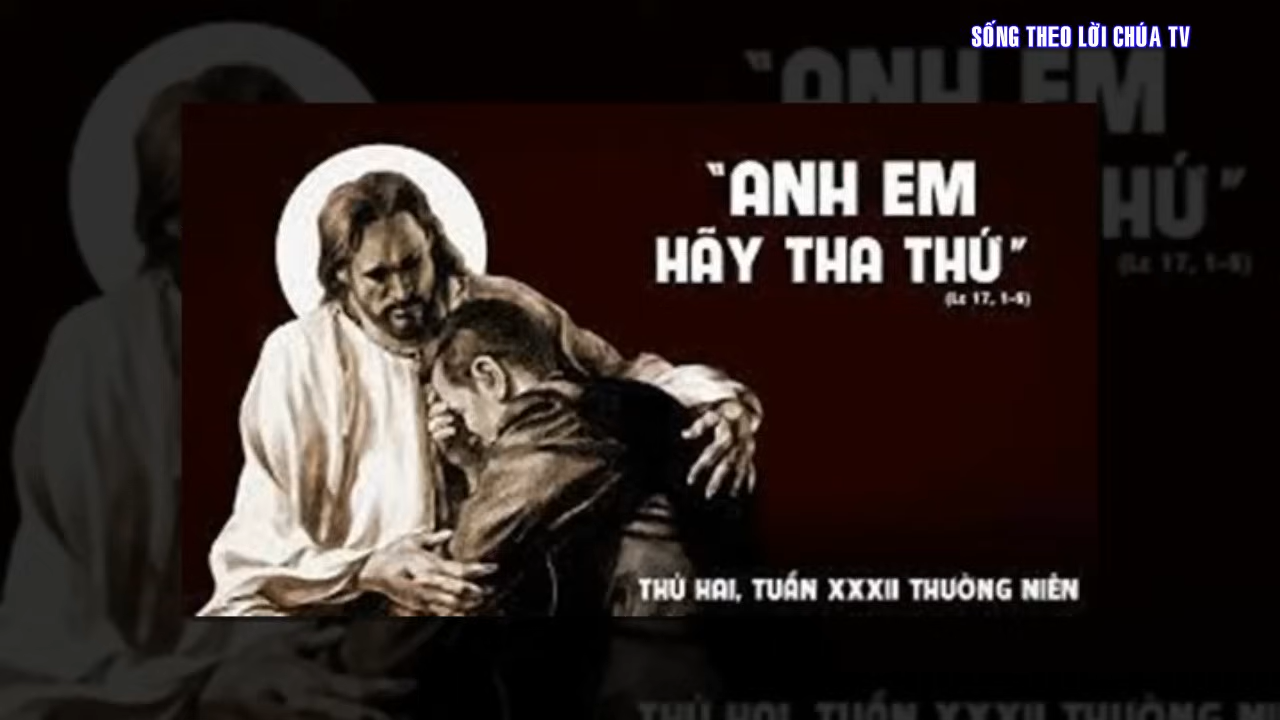 SỐNG THEO LỜI CHÚA TV
"ANH EM
HÃY THA THỨ"
(Lc 17, 1-6)
THỨ HAI, TUẦN XXXII THƯỜNG NIÊN